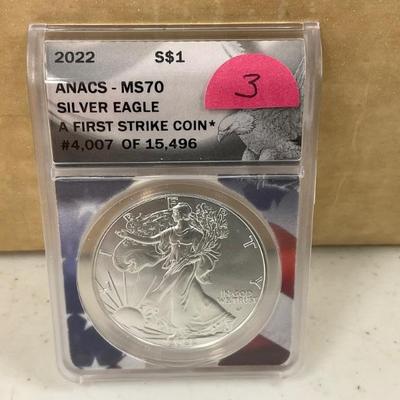 2022 S$1
ANACS - MS70
SILVER EAGLE
A FIRST STRIKE COIN*
#4,007 OF 15,496
3
LIBERTY
IN GOD
WE TRUST